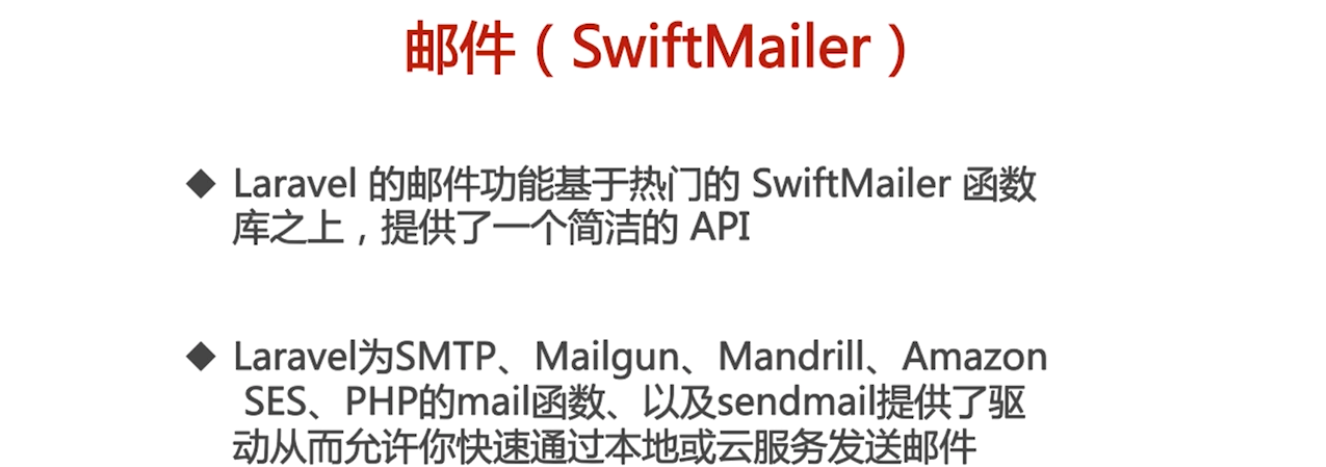 邮件（SwiftMailer）
◆ Laravel 的邮件功能基于热门的 SwiftMailer 函数
库之上，提供了一个简洁的 API
◆ Laravel为SMTP、Mailgun、Mandrill、Amazon
SES、PHP的mail函数、以及sendmail提供了驱
动从而允许你快速通过本地或云服务发送邮件